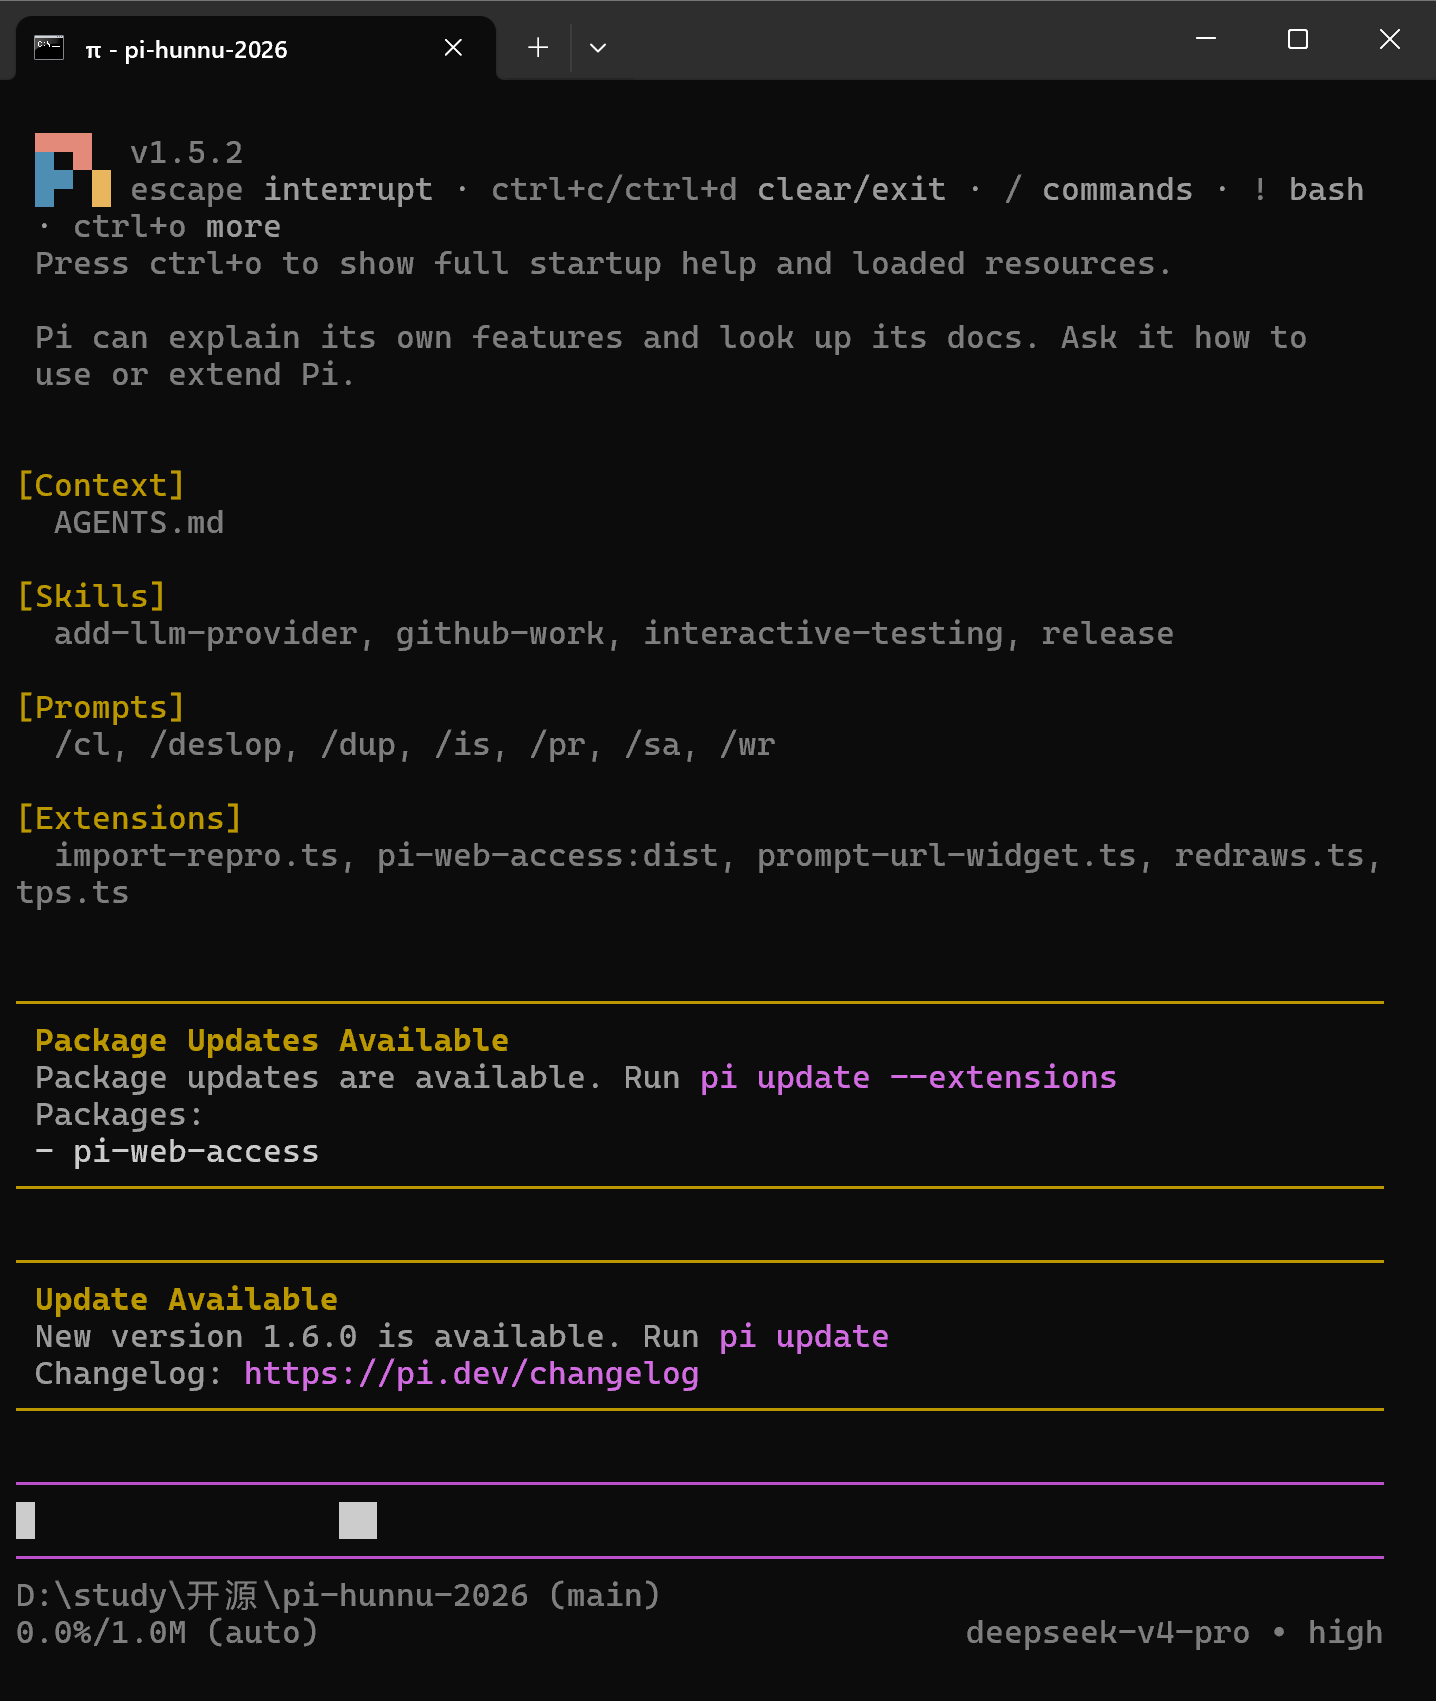 π - pi-hunnu-2026
v1.5.2
escape interrupt · ctrl+c/ctrl+d clear/exit · / commands · ! bash
· ctrl+o more
Press ctrl+o to show full startup help and loaded resources.
Pi can explain its own features and look up its docs. Ask it how to
use or extend Pi.
[Context]
AGENTS.md
[Skills]
add-llm-provider, github-work, interactive-testing, release
[Prompts]
/cl, /deslop, /dup, /is, /pr, /sa, /wr
[Extensions]
import-repro.ts, pi-web-access:dist, prompt-url-widget.ts, redraws.ts,
tps.ts
Package Updates Available
Package updates are available. Run pi update --extensions
Packages:
- pi-web-access
Update Available
New version 1.6.0 is available. Run pi update
Changelog: https://pi.dev/changelog
D:\study\开源\pi-hunnu-2026 (main)
0.0%/1.0M (auto) deepseek-v4-pro • high